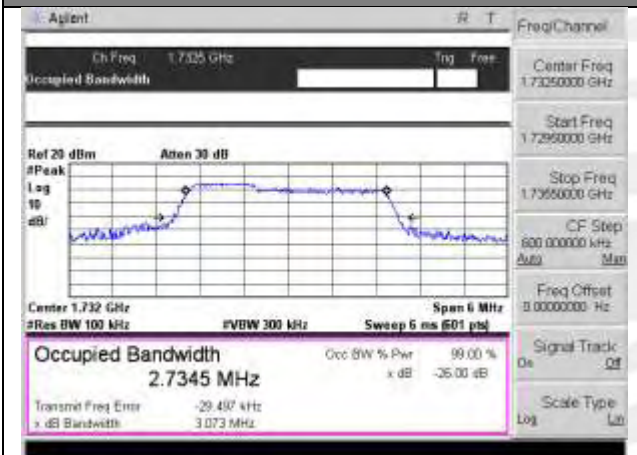 Agilent R T
Ch Freq 1.7325 GHz Trig Free
Occupied Bandwidth
Ref 20 dBm Atten 30 dB
#Peak
Log
10
dB/
Center 1.732 GHz Span 6 MHz
#Res BW 100 kHz #VBW 300 kHz Sweep 6 ms (601 pts)
Occupied Bandwidth
2.7345 MHz
Occ BW % Pwr 99.00 %
x dB -26.00 dB
Transmit Freq Error -29.497 kHz
x dB Bandwidth 3.073 MHz
Freq/Channel
Center Freq
1.73250000 GHz
Start Freq
1.72950000 GHz
Stop Freq
1.73550000 GHz
CF Step
600.000000 kHz
Auto Man
Freq Offset
0.00000000 Hz
Signal Track
On Off
Scale Type
Log Lin